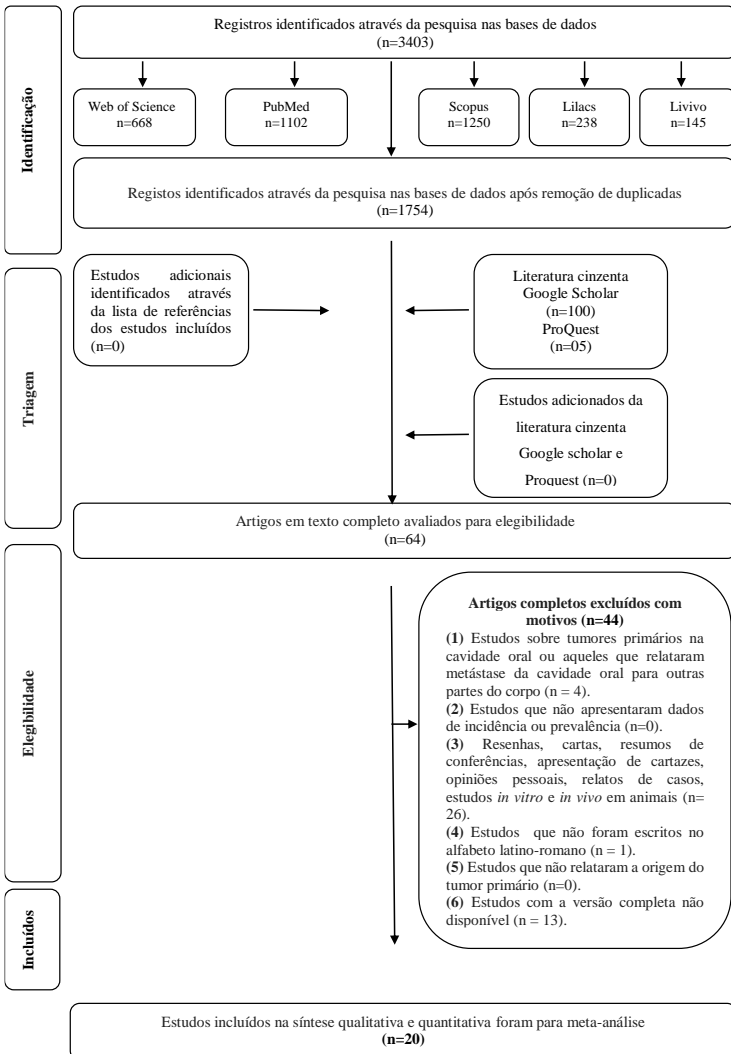 Identificação
Registros identificados através da pesquisa nas bases de dados
(n=3403)
Web of Science
n=668
PubMed
n=1102
Scopus
n=1250
Lilacs
n=238
Livivo
n=145
Registos identificados através da pesquisa nas bases de dados após remoção de duplicadas
(n=1754)
Triagem
Estudos adicionais
identificados através
da lista de referências
dos estudos incluídos
(n=0)
Literatura cinzenta
Google Scholar
(n=100)
ProQuest
(n=05)
Estudos adicionados da
literatura cinzenta
Google scholar e
Proquest (n=0)
Artigos em texto completo avaliados para elegibilidade
(n=64)
Elegibilidade
Artigos completos excluídos com
motivos (n=44)
(1) Estudos sobre tumores primários na
cavidade oral ou aqueles que relataram
metástase da cavidade oral para outras
partes do corpo (n = 4).
(2) Estudos que não apresentaram dados
de incidência ou prevalência (n=0).
(3) Resenhas, cartas, resumos de
conferências, apresentação de cartazes,
opiniões pessoais, relatos de casos,
estudos in vitro e in vivo em animais (n=
26).
(4) Estudos que não foram escritos no
alfabeto latino-romano (n = 1).
(5) Estudos que não relataram a origem do
tumor primário (n=0).
(6) Estudos com a versão completa não
disponível (n = 13).
Incluídos
Estudos incluídos na síntese qualitativa e quantitativa foram para meta-análise
(n=20)